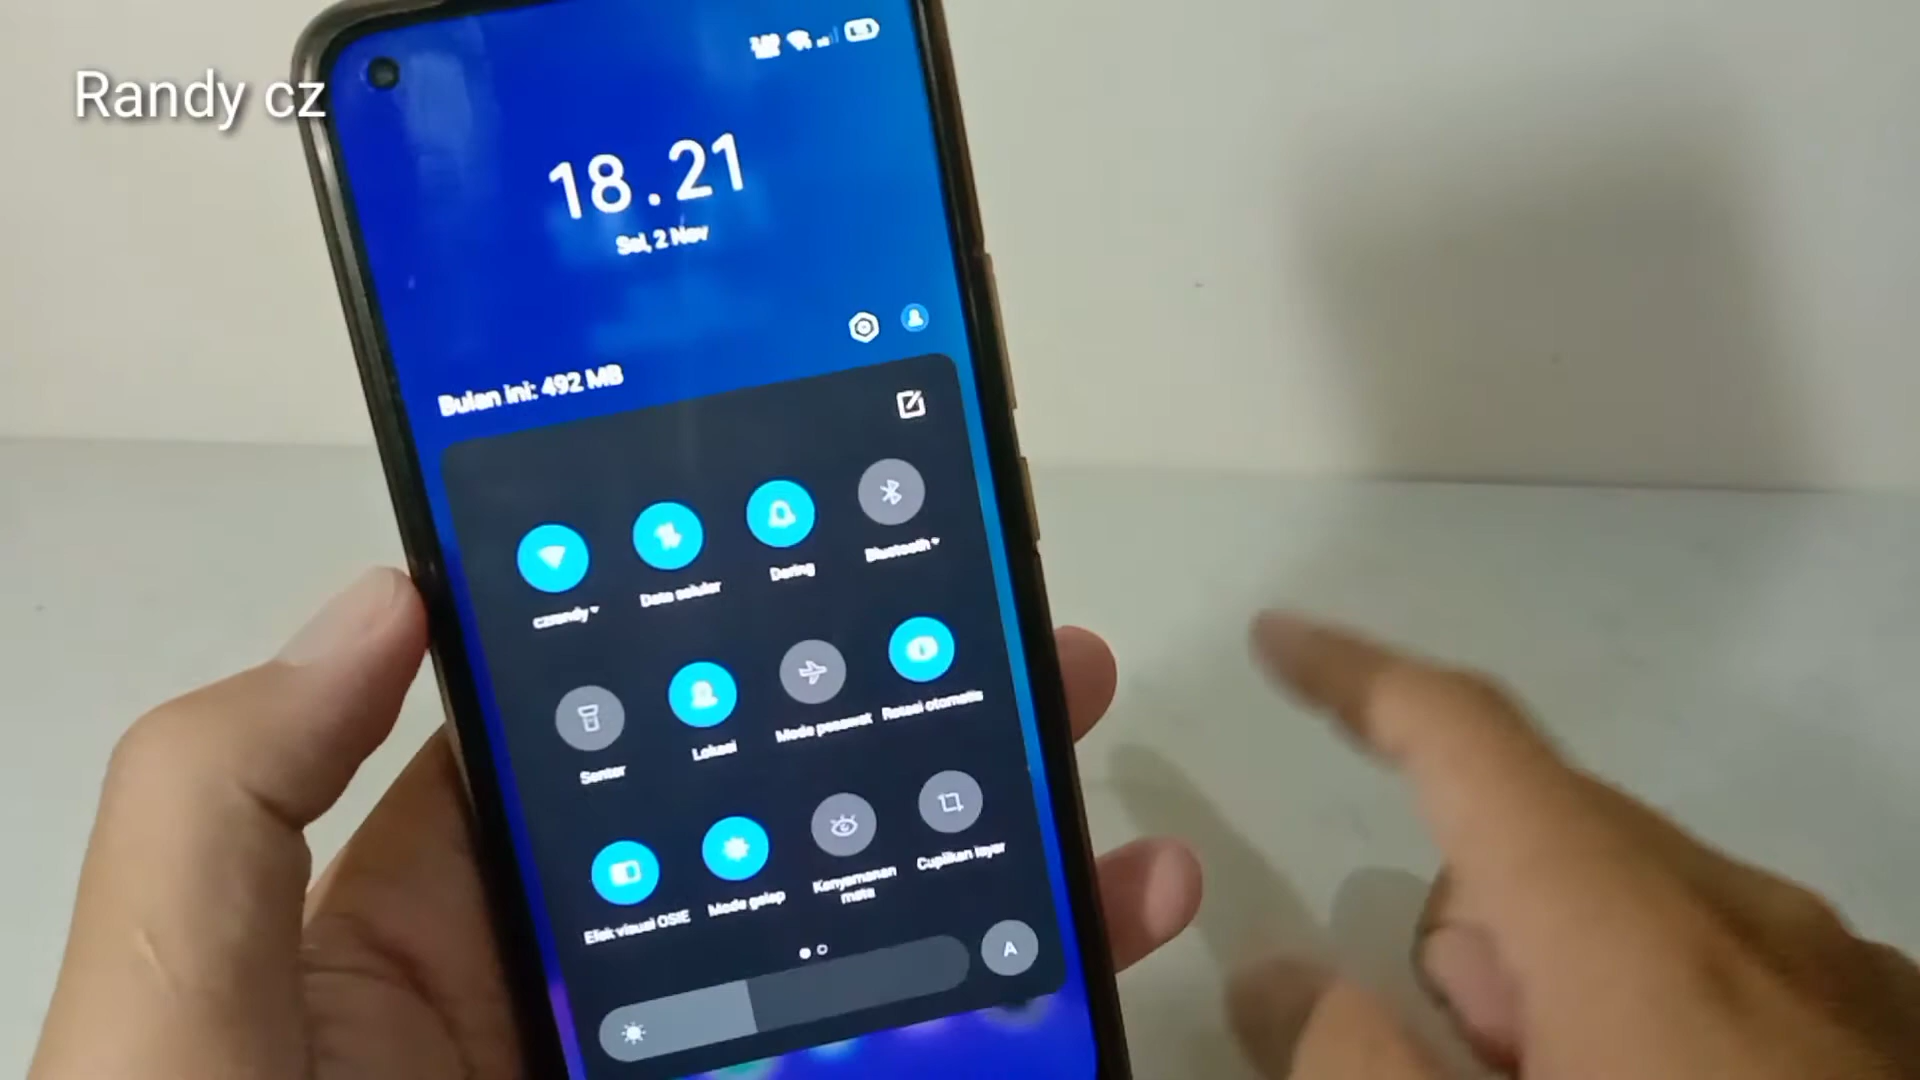 Randy cz
18.21
Sel, 2 Nov
Bulan ini: 492 MB
czrandy
Data seluler
Dering
Bluetooth
Senter
Lokasi
Mode pesawat
Rotasi otomatis
Efek visual OSIE
Mode gelap
Kenyamanan
mata
Cuplikan layar
A